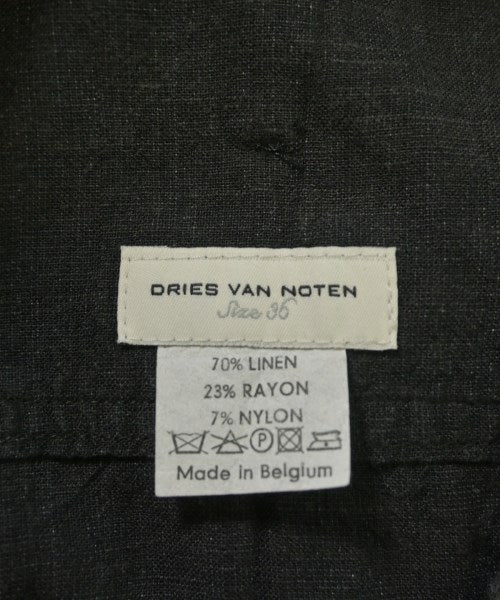 DRIES VAN NOTEN
Size 36
70% LINEN
23% RAYON
7% NYLON
P
Made in Belgium